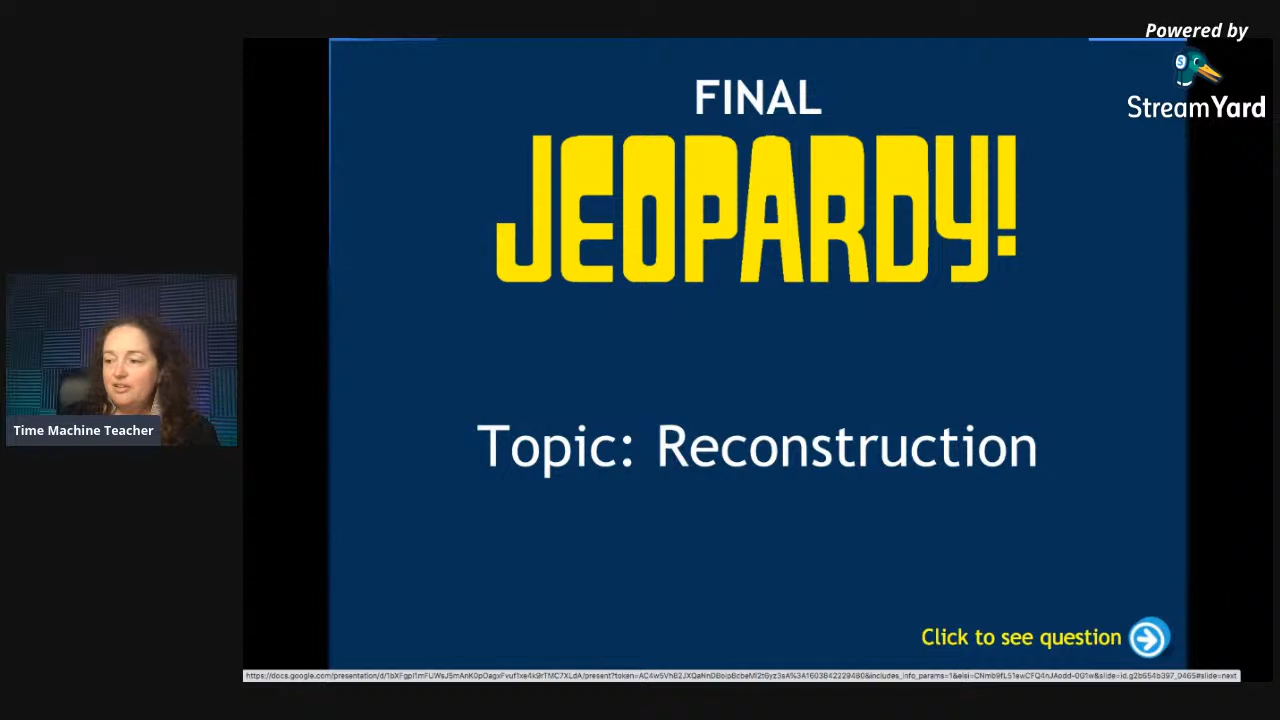 Powered by
StreamYard
FINAL
JEOPARDY!
Topic: Reconstruction
Time Machine Teacher
Click to see question